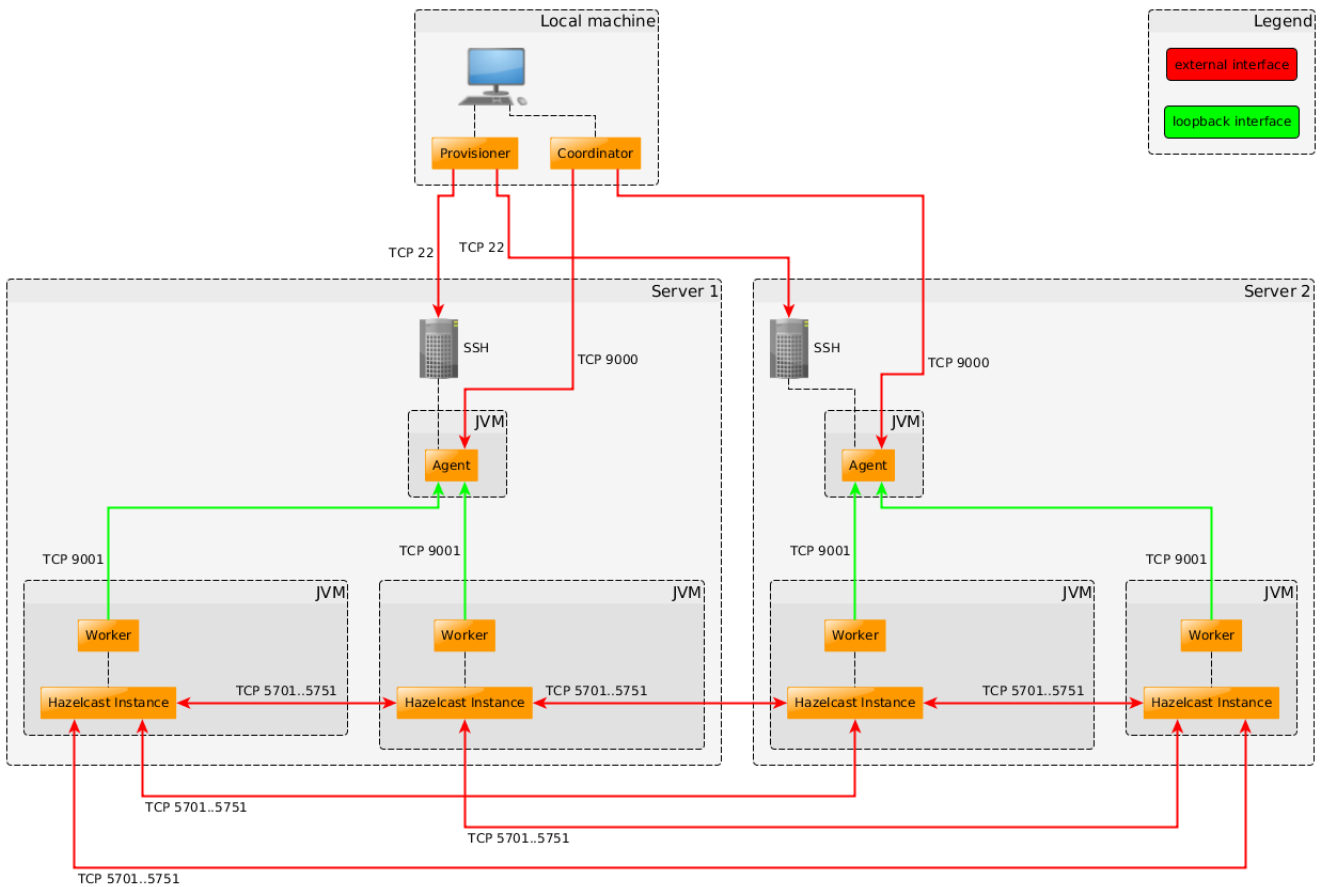 Local machine
Legend
external interface
loopback interface
Provisioner
Coordinator
TCP 22
TCP 22
Server 1
Server 2
SSH
SSH
TCP 9000
TCP 9000
JVM
JVM
Agent
Agent
TCP 9001
TCP 9001
TCP 9001
TCP 9001
JVM
JVM
JVM
JVM
Worker
Worker
Worker
Worker
TCP 5701..5751
TCP 5701..5751
TCP 5701..5751
Hazelcast Instance
Hazelcast Instance
Hazelcast Instance
Hazelcast Instance
TCP 5701..5751
TCP 5701..5751
TCP 5701..5751